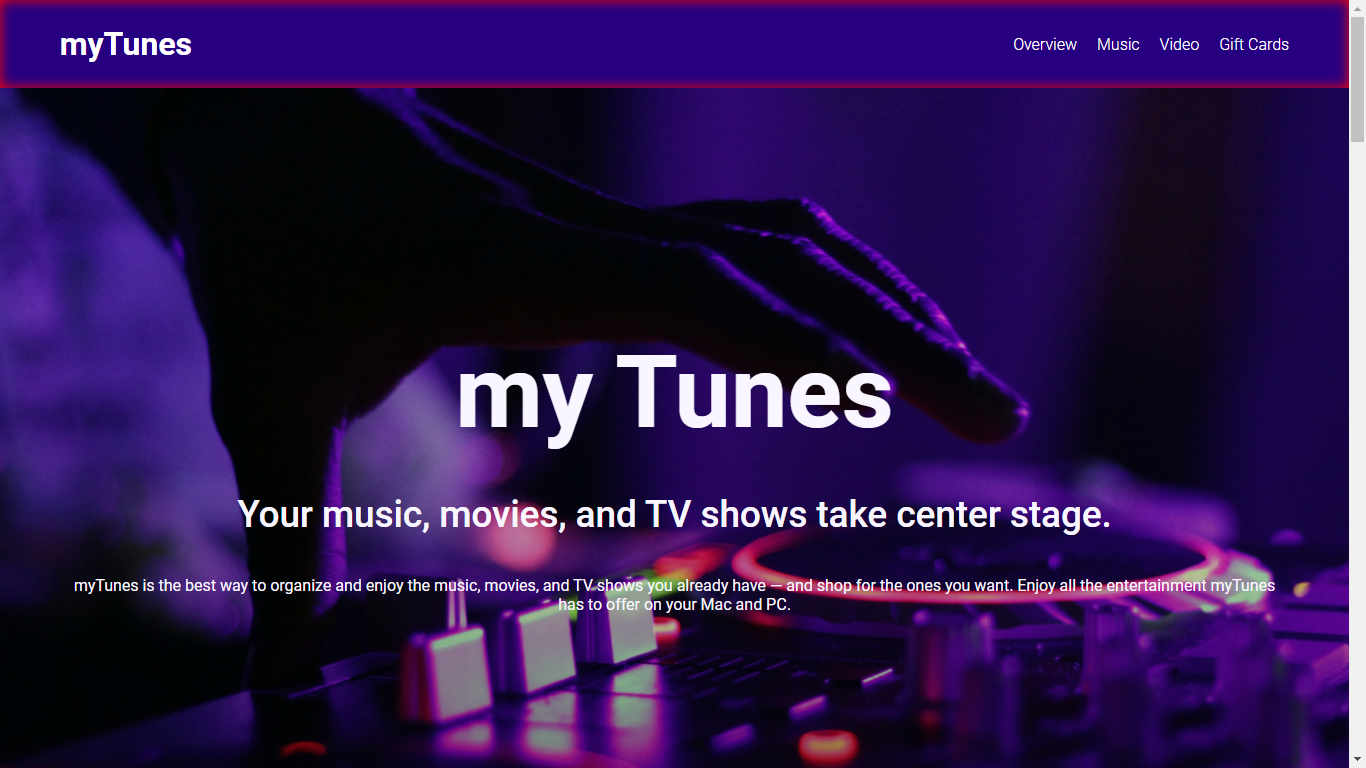 myTunes
Overview Music Video Gift Cards
my Tunes
Your music, movies, and TV shows take center stage.
myTunes is the best way to organize and enjoy the music, movies, and TV shows you already have — and shop for the ones you want. Enjoy all the entertainment myTunes
has to offer on your Mac and PC.